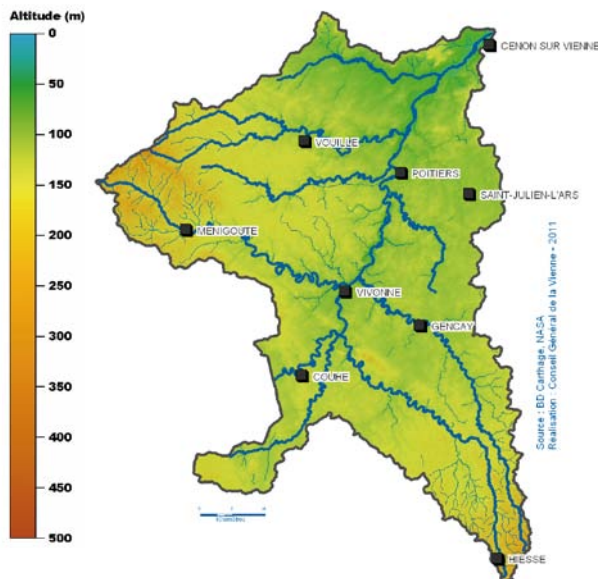 Altitude (m)
0
50
100
150
200
250
300
350
400
450
500
CENON SUR VIENNE
VOUILLE
POITIERS
SAINT-JULIEN-L'ARS
MENIGOUTE
VIVONNE
GENCAY
COUHE
HIESSE
Source : BD Carthage, NASA
Realisation : Conseil Général de la Vienne - 2011